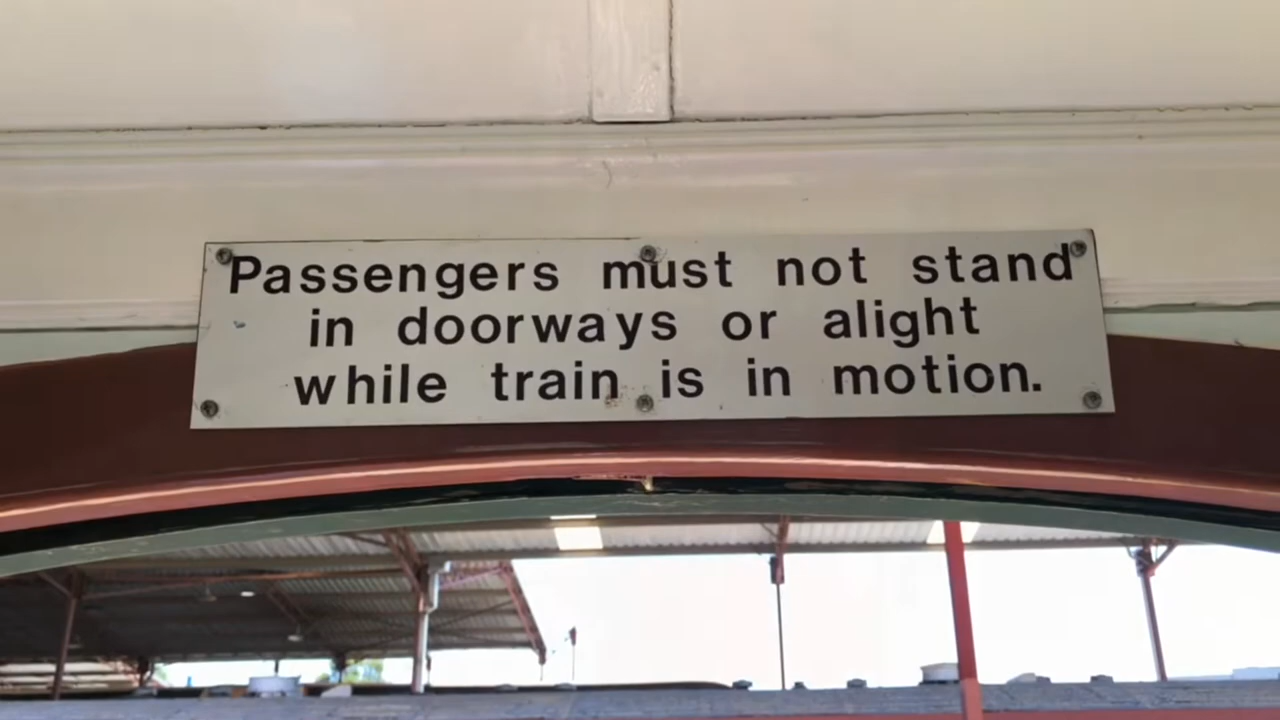 Passengers must not stand
in doorways or alight
while train is in motion.